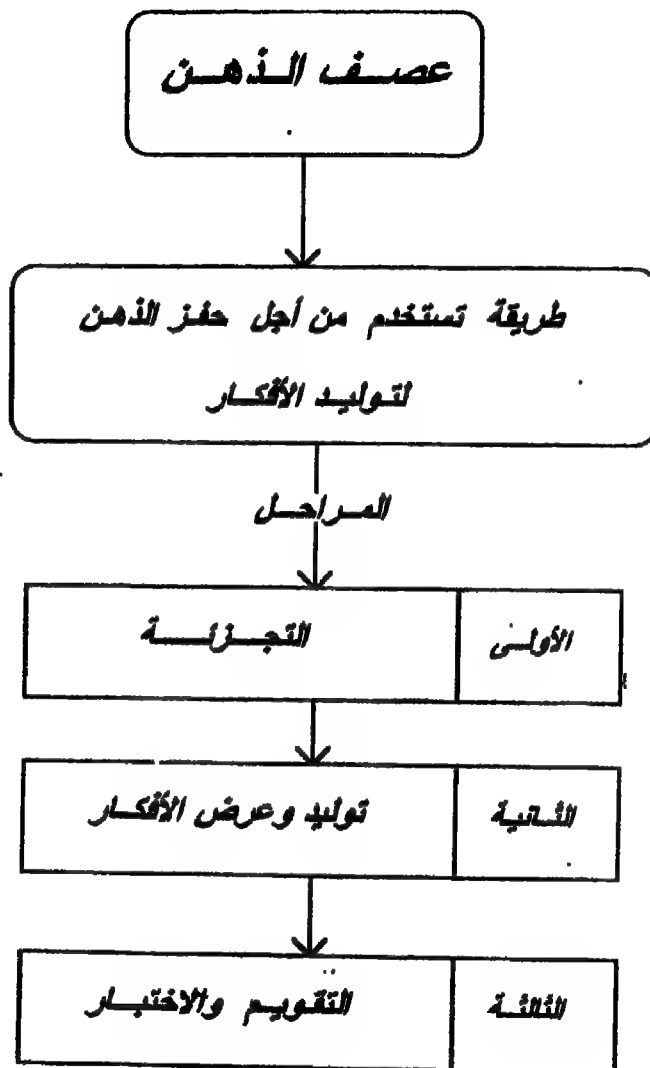 عصف الذهن
طريقة تستخدم من أجل حفز الذهن
لتوليد الأفكار
المراحل
الأولى
التجزئة
الثانية
توليد وعرض الأفكار
الثالثة
التقويم والاختبار